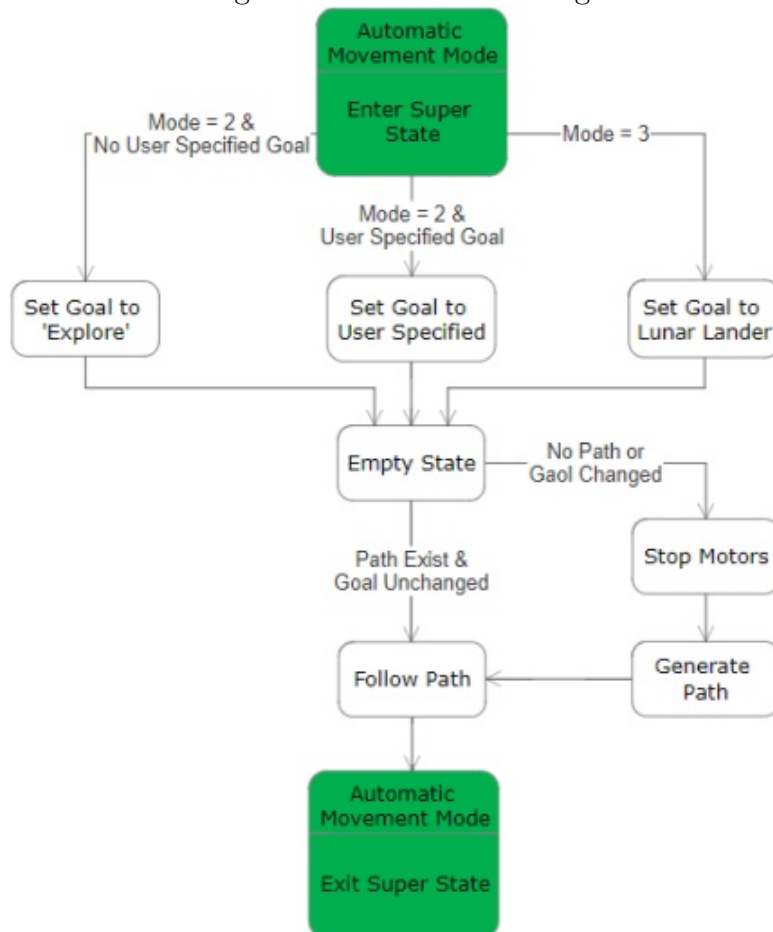 Automatic
Movement Mode
Enter Super
State
Mode = 2 &
No User Specified Goal
Mode = 3
Mode = 2 &
User Specified Goal
Set Goal to
'Explore'
Set Goal to
User Specified
Set Goal to
Lunar Lander
Empty State
No Path or
Gaol Changed
Path Exist &
Goal Unchanged
Stop Motors
Follow Path
Generate
Path
Automatic
Movement Mode
Exit Super State